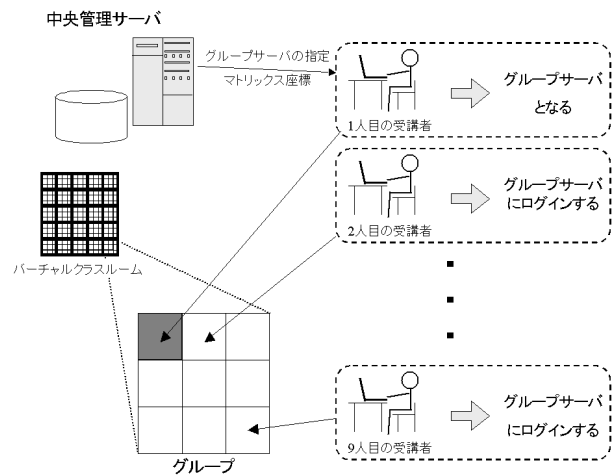 中央管理サーバ
グループサーバの指定
マトリックス座標
1人目の受講者
グループサーバ
となる
2人目の受講者
グループサーバ
にログインする
バーチャルクラスルーム
グループ
9人目の受講者
グループサーバ
にログインする